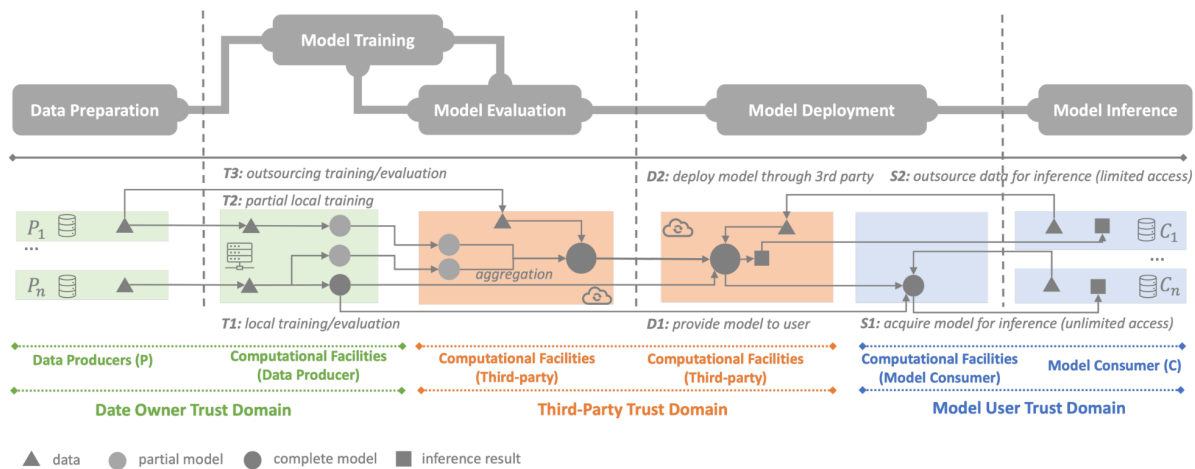 Model Training
Data Preparation
Model Evaluation
Model Deployment
Model Inference
T3: outsourcing training/evaluation
D2: deploy model through 3rd party
S2: outsource data for inference (limited access)
T2: partial local training
P1
...
Pn
aggregation
C1
...
Cn
T1: local training/evaluation
D1: provide model to user
S1: acquire model for inference (unlimited access)
Data Producers (P)
Computational Facilities
(Data Producer)
Computational Facilities
(Third-party)
Computational Facilities
(Third-party)
Computational Facilities
(Model Consumer)
Model Consumer (C)
Date Owner Trust Domain
Third-Party Trust Domain
Model User Trust Domain
data
partial model
complete model
inference result